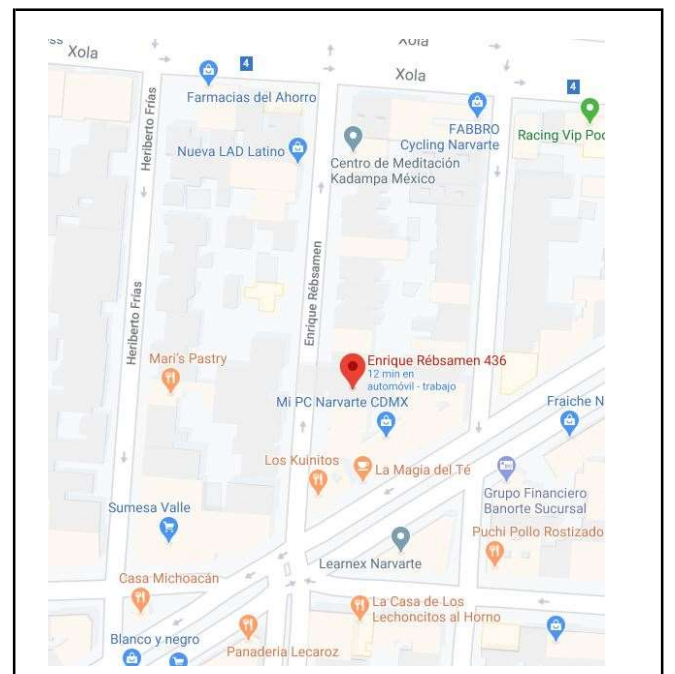 ss
Xola
4
Xola
Xola
4
Farmacias del Ahorro
Heriberto Frías
FABBRO
Cycling Narvarte
Racing Vip Poc
Nueva LAD Latino
Centro de Meditación
Kadampa México
Enrique Rébsamen
Heriberto Frías
Mari's Pastry
Enrique Rébsamen 436
12 min en
automóvil - trabajo
Mi PC Narvarte CDMX
Fraiche N
Los Kuinitos
La Magia del Té
Grupo Financiero
Banorte Sucursal
Sumesa Valle
Puchi Pollo Rostizado
Learnex Narvarte
Casa Michoacán
La Casa de Los
Lechoncitos al Horno
Blanco y negro
Panaderia Lecaroz